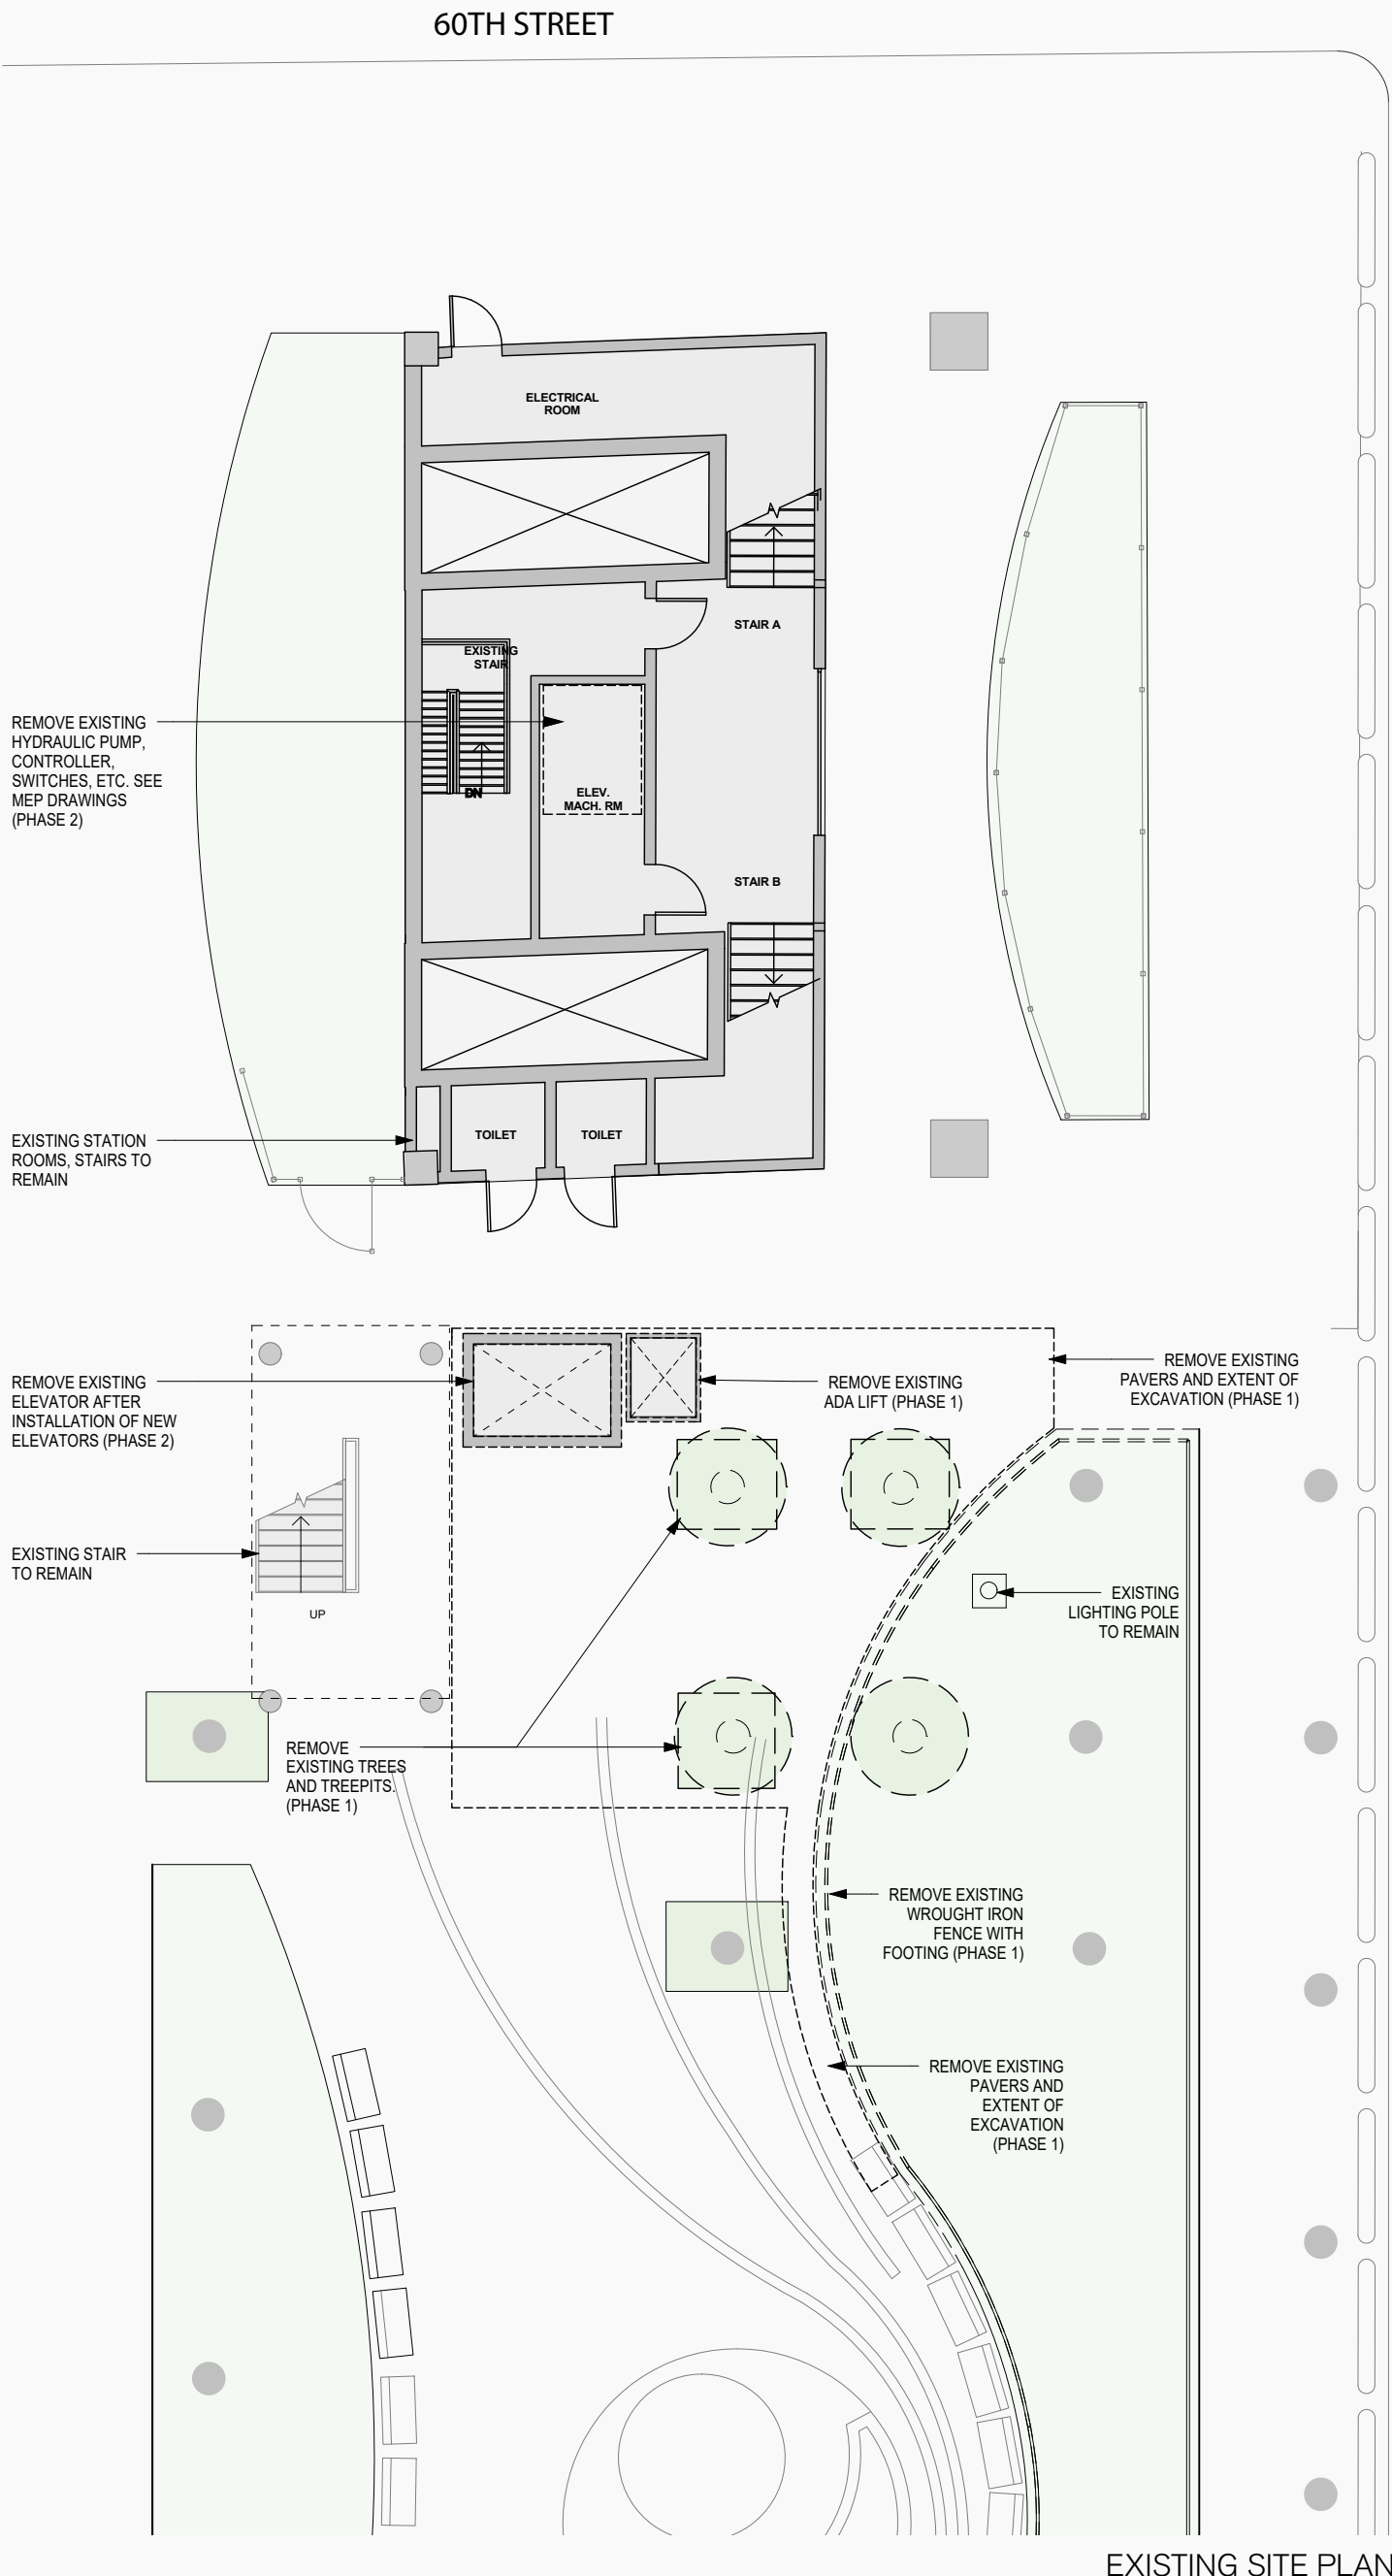 60TH STREET
ELECTRICAL
ROOM
STAIR A
EXISTING
STAIR
REMOVE EXISTING
HYDRAULIC PUMP,
CONTROLLER,
SWITCHES, ETC. SEE
MEP DRAWINGS
(PHASE 2)
DN
ELEV.
MACH. RM
STAIR B
EXISTING STATION
ROOMS, STAIRS TO
REMAIN
TOILET
TOILET
REMOVE EXISTING
ELEVATOR AFTER
INSTALLATION OF NEW
ELEVATORS (PHASE 2)
REMOVE EXISTING
ADA LIFT (PHASE 1)
REMOVE EXISTING
PAVERS AND EXTENT OF
EXCAVATION (PHASE 1)
EXISTING STAIR
TO REMAIN
UP
EXISTING
LIGHTING POLE
TO REMAIN
REMOVE
EXISTING TREES
AND TREEPITS.
(PHASE 1)
REMOVE EXISTING
WROUGHT IRON
FENCE WITH
FOOTING (PHASE 1)
REMOVE EXISTING
PAVERS AND
EXTENT OF
EXCAVATION
(PHASE 1)
EXISTING SITE PLAN